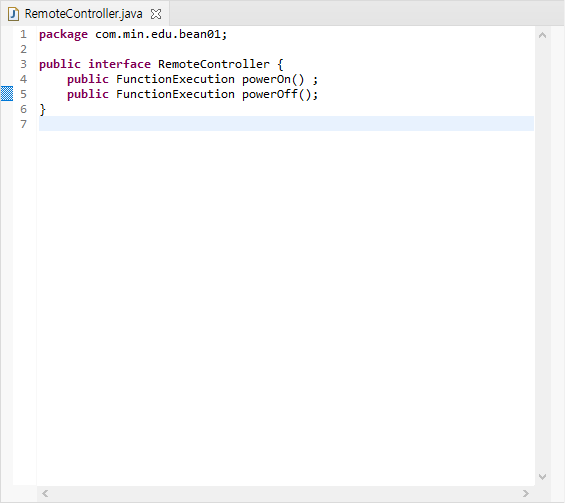 RemoteController.java
1 package com.min.edu.bean01;
2
3 public interface RemoteController {
4     public FunctionExecution powerOn() ;
5     public FunctionExecution powerOff();
6 }
7